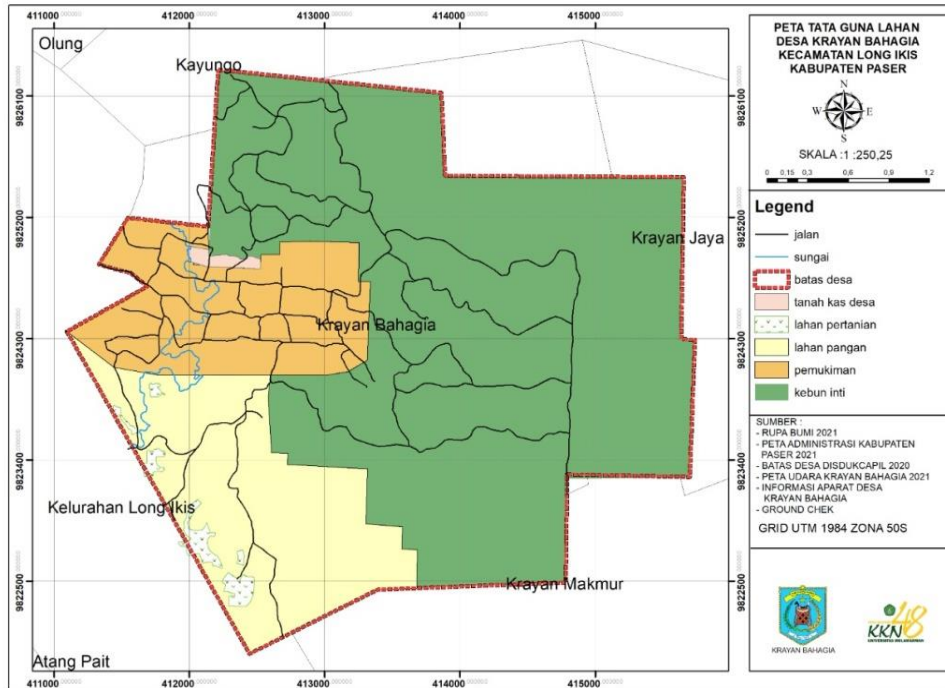 411000 412000 413000 414000 415000
Olung
Kayungo
Krayan Jaya
Krayan Bahagia
Kelurahan Long Ikis
Krayan Makmur
Atang Pait
9826100 9826100
9825200 9825200
9824300 9824300
9823400 9823400
9822500 9822500
411000 412000 413000 414000 415000
PETA TATA GUNA LAHAN
DESA KRAYAN BAHAGIA
KECAMATAN LONG IKIS
KABUPATEN PASER
N
W E
S
SKALA :1 :250,25
0 0,15 0,3 0,6 0,9 1,2
Legend
jalan
sungai
batas desa
tanah kas desa
lahan pertanian
lahan pangan
pemukiman
kebun inti
SUMBER :
- RUPA BUMI 2021
- PETA ADMINISTRASI KABUPATEN
PASER 2021
- BATAS DESA DISDUKCAPIL 2020
- PETA UDARA KRAYAN BAHAGIA 2021
- INFORMASI APARAT DESA
KRAYAN BAHAGIA
- GROUND CHEK
GRID UTM 1984 ZONA 50S
KRAYAN BAHAGIA
KKN 48
UNIVERSITAS MULAWARMAN